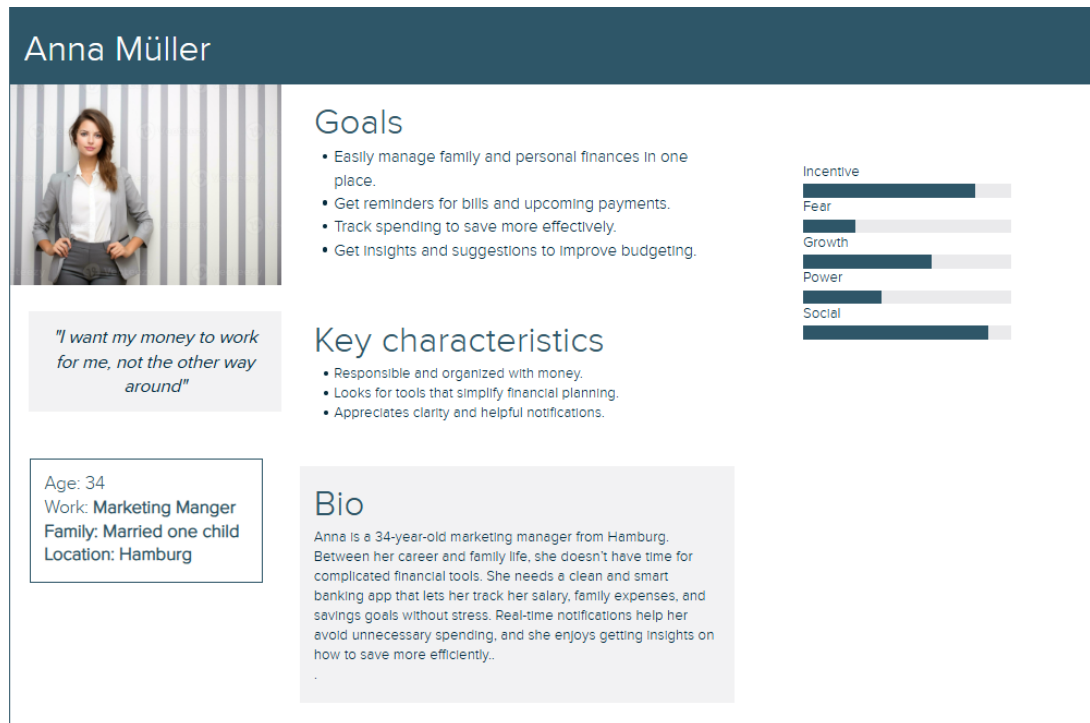 Anna Müller
"I want my money to work
for me, not the other way
around"
Age: 34
Work: Marketing Manger
Family: Married one child
Location: Hamburg
Goals
• Easily manage family and personal finances in one
place.
• Get reminders for bills and upcoming payments.
• Track spending to save more effectively.
• Get insights and suggestions to improve budgeting.
Key characteristics
• Responsible and organized with money.
• Looks for tools that simplify financial planning.
• Appreciates clarity and helpful notifications.
Bio
Anna is a 34-year-old marketing manager from Hamburg.
Between her career and family life, she doesn’t have time for
complicated financial tools. She needs a clean and smart
banking app that lets her track her salary, family expenses, and
savings goals without stress. Real-time notifications help her
avoid unnecessary spending, and she enjoys getting insights on
how to save more efficiently..
.
Incentive
Fear
Growth
Power
Social